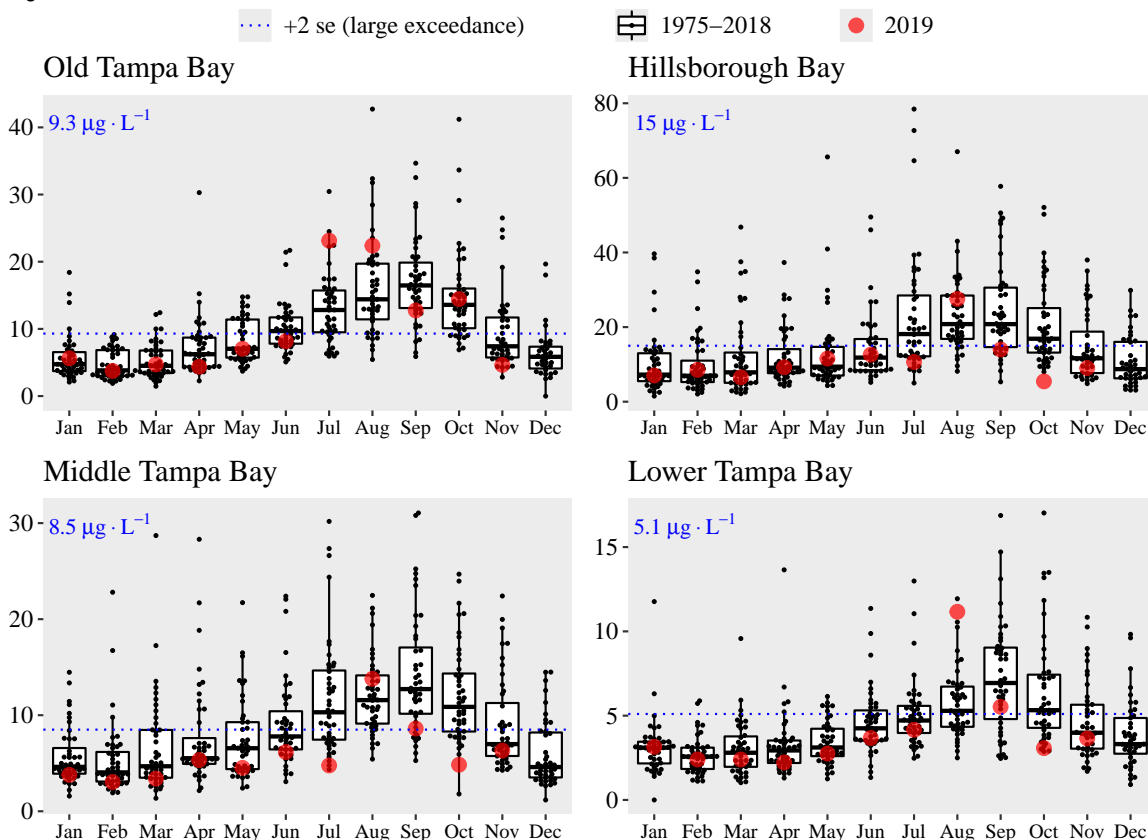 +2 se (large exceedance) 1975−2018 2019
Old Tampa Bay
9.3 μg · L⁻¹
40
30
20
10
0
Jan Feb Mar Apr May Jun Jul Aug Sep Oct Nov Dec
Hillsborough Bay
15 μg · L⁻¹
80
60
40
20
0
Jan Feb Mar Apr May Jun Jul Aug Sep Oct Nov Dec
Middle Tampa Bay
8.5 μg · L⁻¹
30
20
10
0
Jan Feb Mar Apr May Jun Jul Aug Sep Oct Nov Dec
Lower Tampa Bay
5.1 μg · L⁻¹
15
10
5
0
Jan Feb Mar Apr May Jun Jul Aug Sep Oct Nov Dec